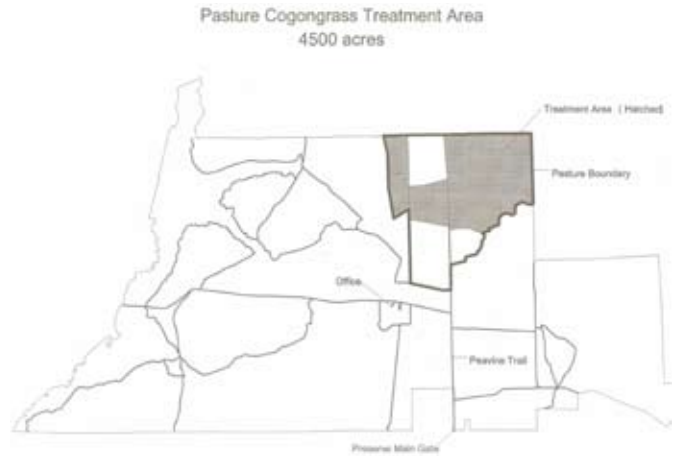 Pasture Cogongrass Treatment Area
4500 acres
Treatment Area ( Hatched)
Pasture Boundary
Office
Peavine Trail
Preserve Main Gate